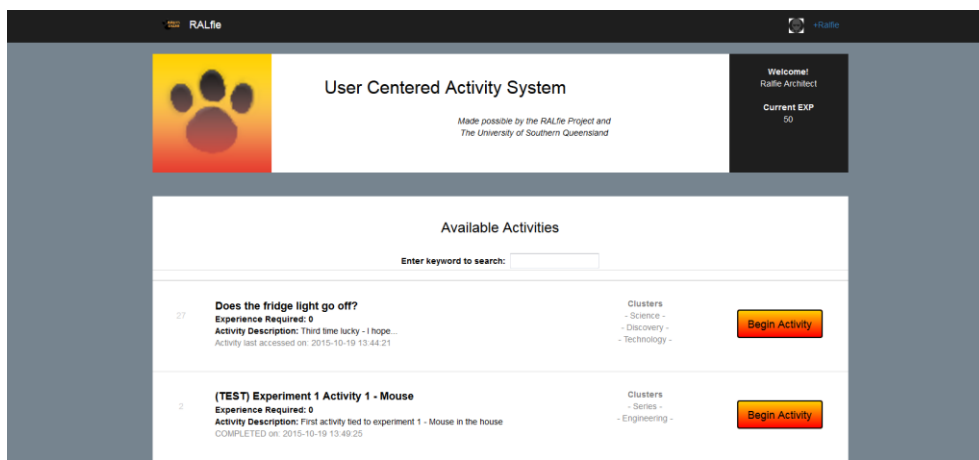 RALfie
+Ralfie
User Centered Activity System
Made possible by the RALfie Project and
The University of Southern Queensland
Welcome!
Ralfie Architect
Current EXP
50
Available Activities
Enter keyword to search:
27
Does the fridge light go off?
Experience Required: 0
Activity Description: Third time lucky - I hope...
Activity last accessed on: 2015-10-19 13:44:21
Clusters
- Science -
- Discovery -
- Technology -
Begin Activity
2
(TEST) Experiment 1 Activity 1 - Mouse
Experience Required: 0
Activity Description: First activity tied to experiment 1 - Mouse in the house
COMPLETED on: 2015-10-19 13:49:25
Clusters
- Series -
- Engineering -
Begin Activity